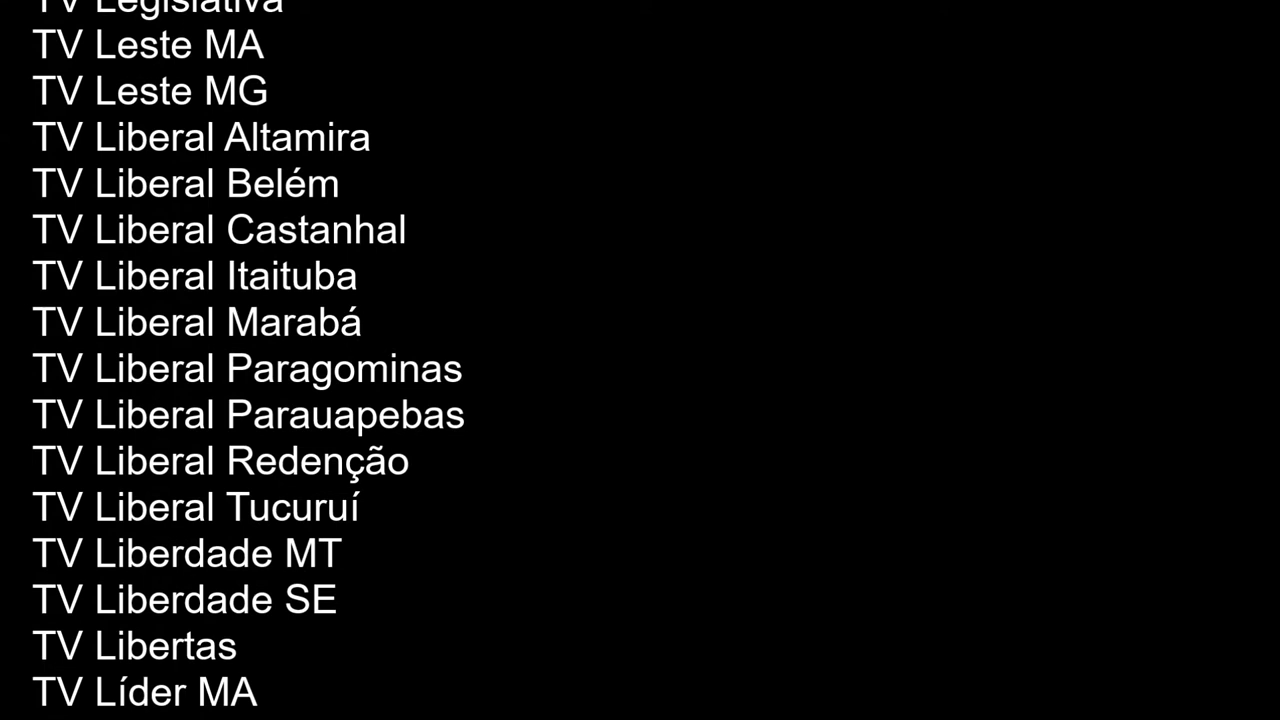 TV Legislativa
TV Leste MA
TV Leste MG
TV Liberal Altamira
TV Liberal Belém
TV Liberal Castanhal
TV Liberal Itaituba
TV Liberal Marabá
TV Liberal Paragominas
TV Liberal Parauapebas
TV Liberal Redenção
TV Liberal Tucuruí
TV Liberdade MT
TV Liberdade SE
TV Libertas
TV Líder MA